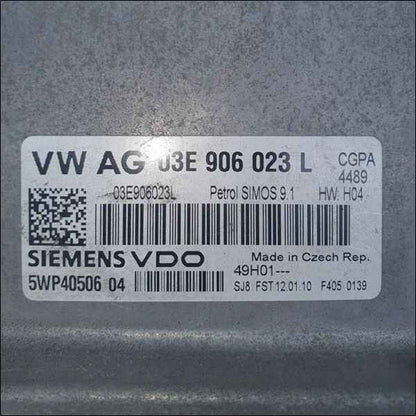 VW AG 03E 906 023 L CGPA
4489
03E906023L Petrol SIMOS 9.1 HW: H04
SIEMENS VDO Made in Czech Rep.
49H01---
5WP40506 04 SJ8 FST 12.01.10 F405 0139